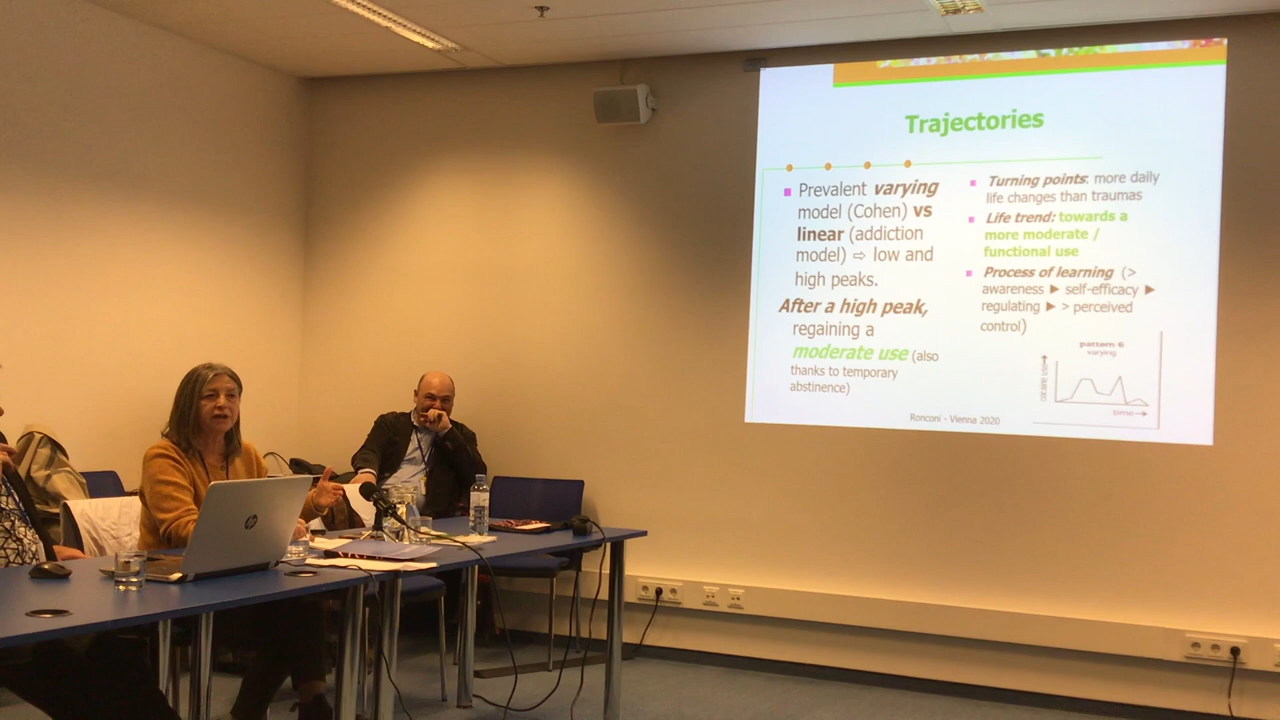 Trajectories
Prevalent varying
model (Cohen) vs
linear (addiction
model) ⇨ low and
high peaks.
After a high peak,
regaining a
moderate use (also
thanks to temporary
abstinence)
Turning points: more daily
life changes than traumas
Life trend: towards a
more moderate /
functional use
Process of learning (>
awareness ► self-efficacy ►
regulating ► > perceived
control)
pattern 6
varying
cocaine use
time
Ronconi - Vienna 2020
hp